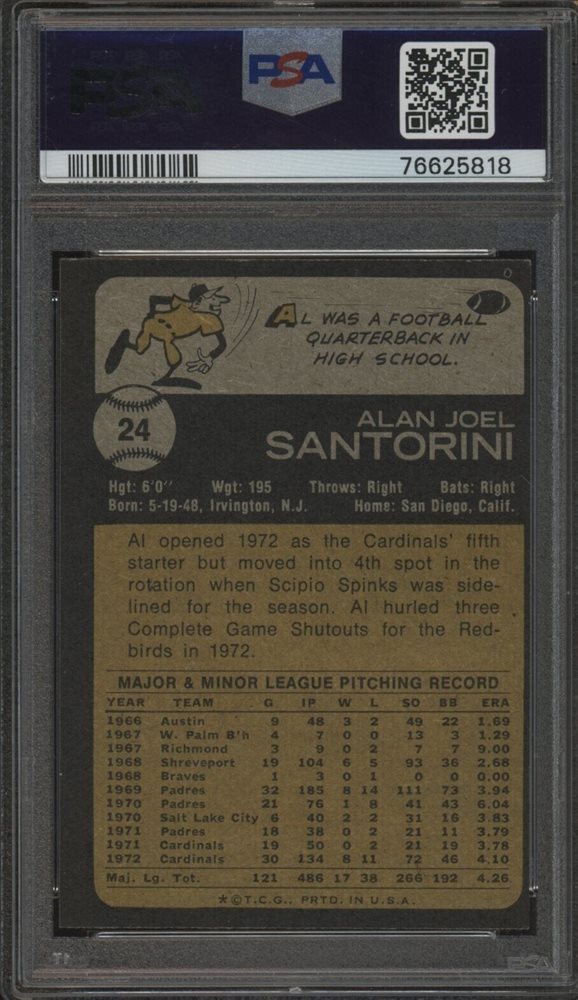 PSA
PSA
76625818
AL WAS A FOOTBALL
QUARTERBACK IN
HIGH SCHOOL.
24
ALAN JOEL
SANTORINI
Hgt: 6'0" Wgt: 195 Throws: Right Bats: Right
Born: 5-19-48, Irvington, N.J. Home: San Diego, Calif.
Al opened 1972 as the Cardinals' fifth
starter but moved into 4th spot in the
rotation when Scipio Spinks was side-
lined for the season. Al hurled three
Complete Game Shutouts for the Red-
birds in 1972.
MAJOR & MINOR LEAGUE PITCHING RECORD
YEAR TEAM G IP W L SO BB ERA
1966 Austin 9 48 3 2 49 22 1.69
1967 W. Palm B'h 4 7 0 0 13 3 1.29
1967 Richmond 3 9 0 2 7 7 9.00
1968 Shreveport 19 104 6 5 93 36 2.68
1968 Braves 1 3 0 1 0 0 0.00
1969 Padres 32 185 8 14 111 73 3.94
1970 Padres 21 76 1 8 41 43 6.04
1970 Salt Lake City 6 40 2 2 31 16 3.83
1971 Padres 18 38 0 2 21 11 3.79
1971 Cardinals 19 50 0 2 21 19 3.78
1972 Cardinals 30 134 8 11 72 46 4.10
Maj. Lg. Tot. 121 486 17 38 266 192 4.26
*©T.C.G., PRTD. IN U.S.A.
PSA